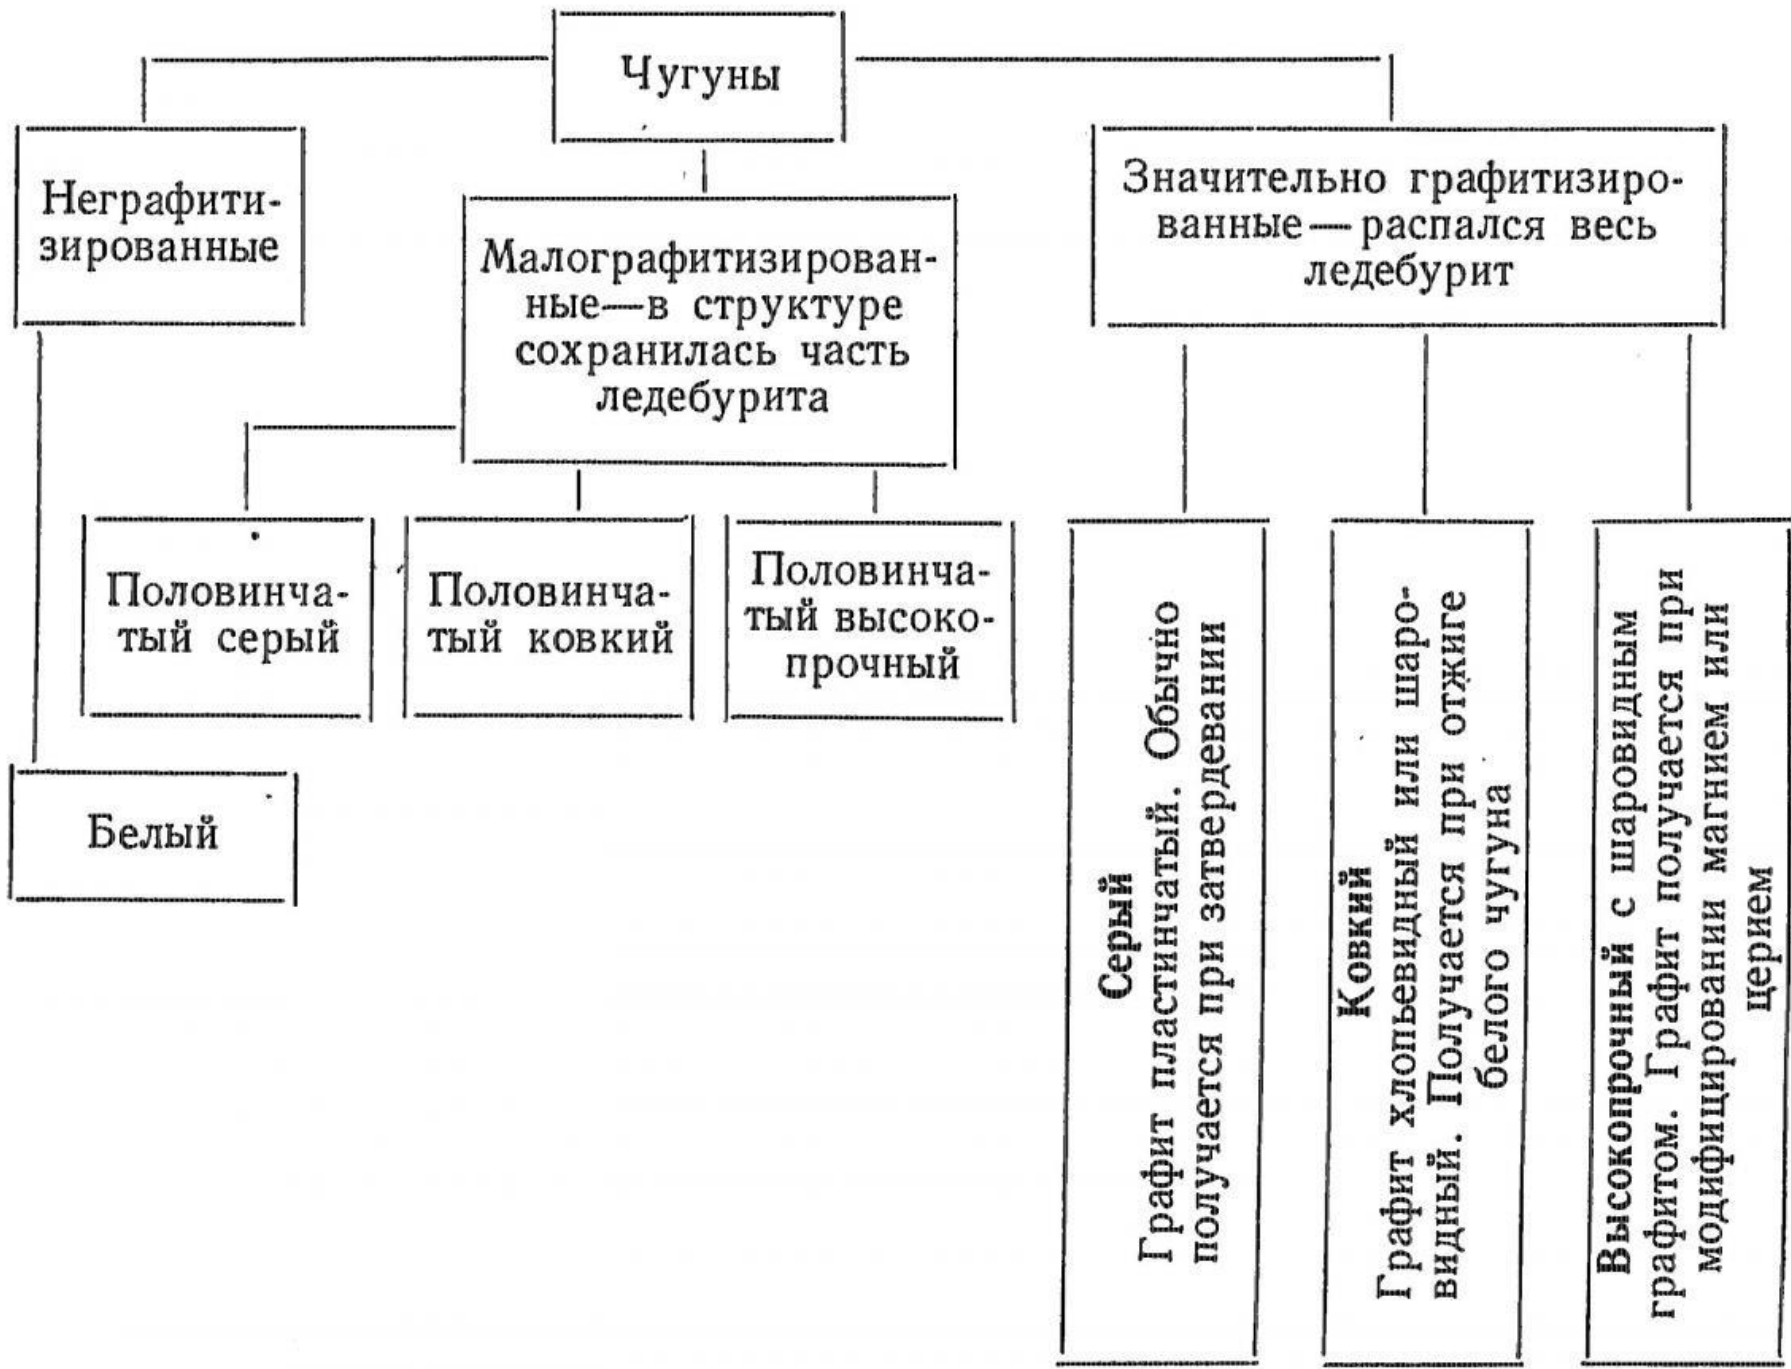 Чугуны
Неграфити-
зированные
Малографитизирован-
ные—в структуре
сохранилась часть
ледебурита
Значительно графитизиро-
ванные—распался весь
ледебурит
Половинча-
тый серый
Половинча-
тый ковкий
Половинча-
тый высоко-
прочный
Белый
Серый
Графит пластинчатый. Обычно
получается при затвердевании
Ковкий
Графит хлопьевидный или шаро-
видный. Получается при отжиге
белого чугуна
Высокопрочный с шаровидным
графитом. Графит получается при
модифицировании магнием или
церием